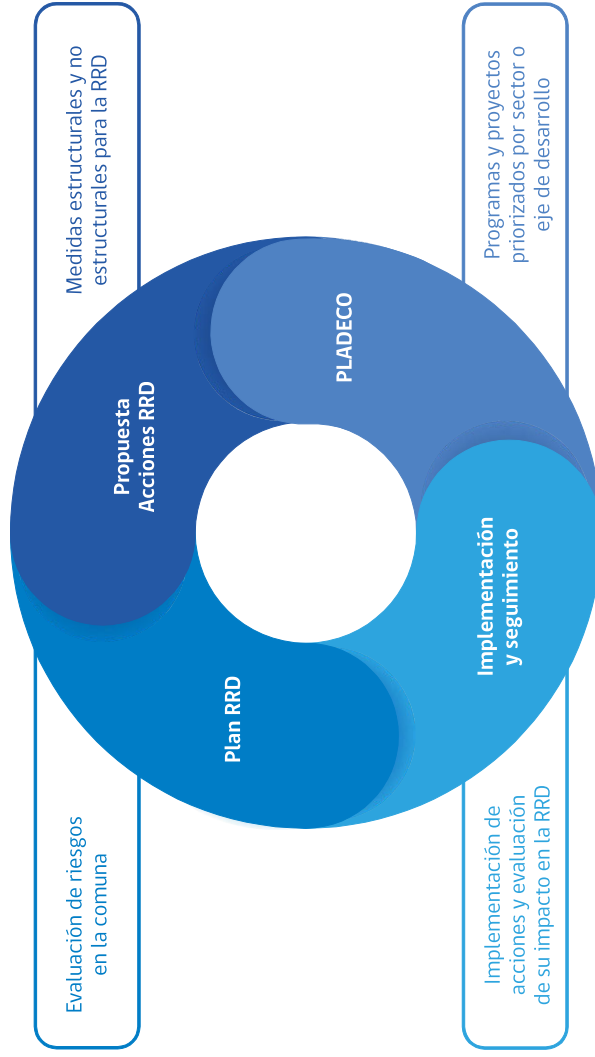 Evaluación de riesgos
en la comuna
Plan RRD
Propuesta
Acciones RRD
Medidas estructurales y no
estructurales para la RRD
PLADECO
Programas y proyectos
priorizados por sector o
eje de desarrollo
Implementación
y seguimiento
Implementación de
acciones y evaluación
de su impacto en la RRD